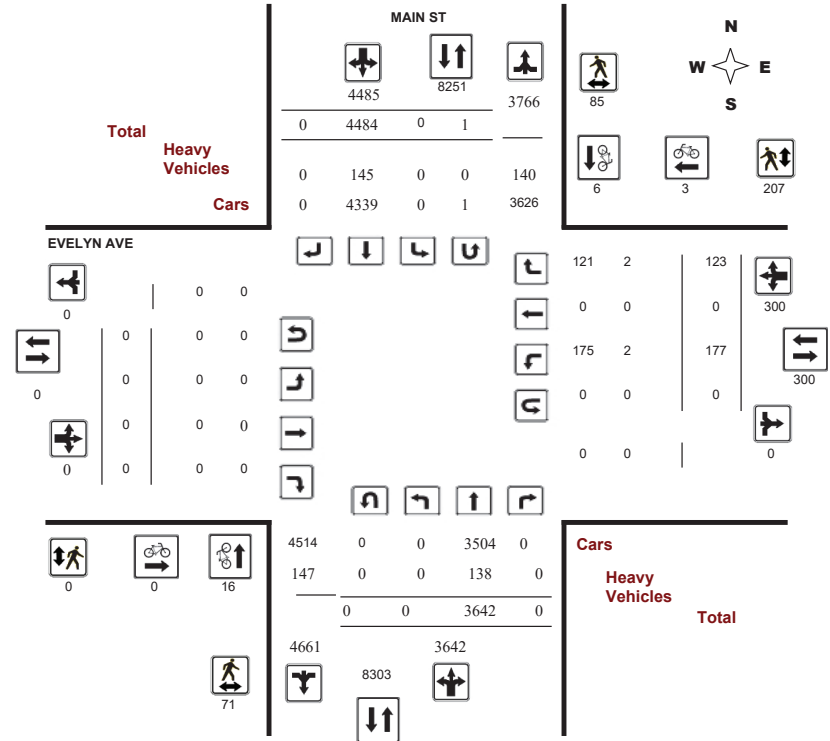 MAIN ST
N
W E
S
4485 8251 3766
85
Total 0 4484 0 1
Heavy
Vehicles 0 145 0 0 140
6 3 207
Cars 0 4339 0 1 3626
EVELYN AVE
121 2 123
0 0 0
0 0 0 0 0 0 300
0 0 0 0 175 2 177
0 300
0 0 0 0 0 0
0 0 0 0
0 0 0 0 0 0 0
4514 0 0 3504 0 Cars
147 0 0 138 0 Heavy
Vehicles
0 0 16
0 0 3642 0 Total
4661 3642
8303
71